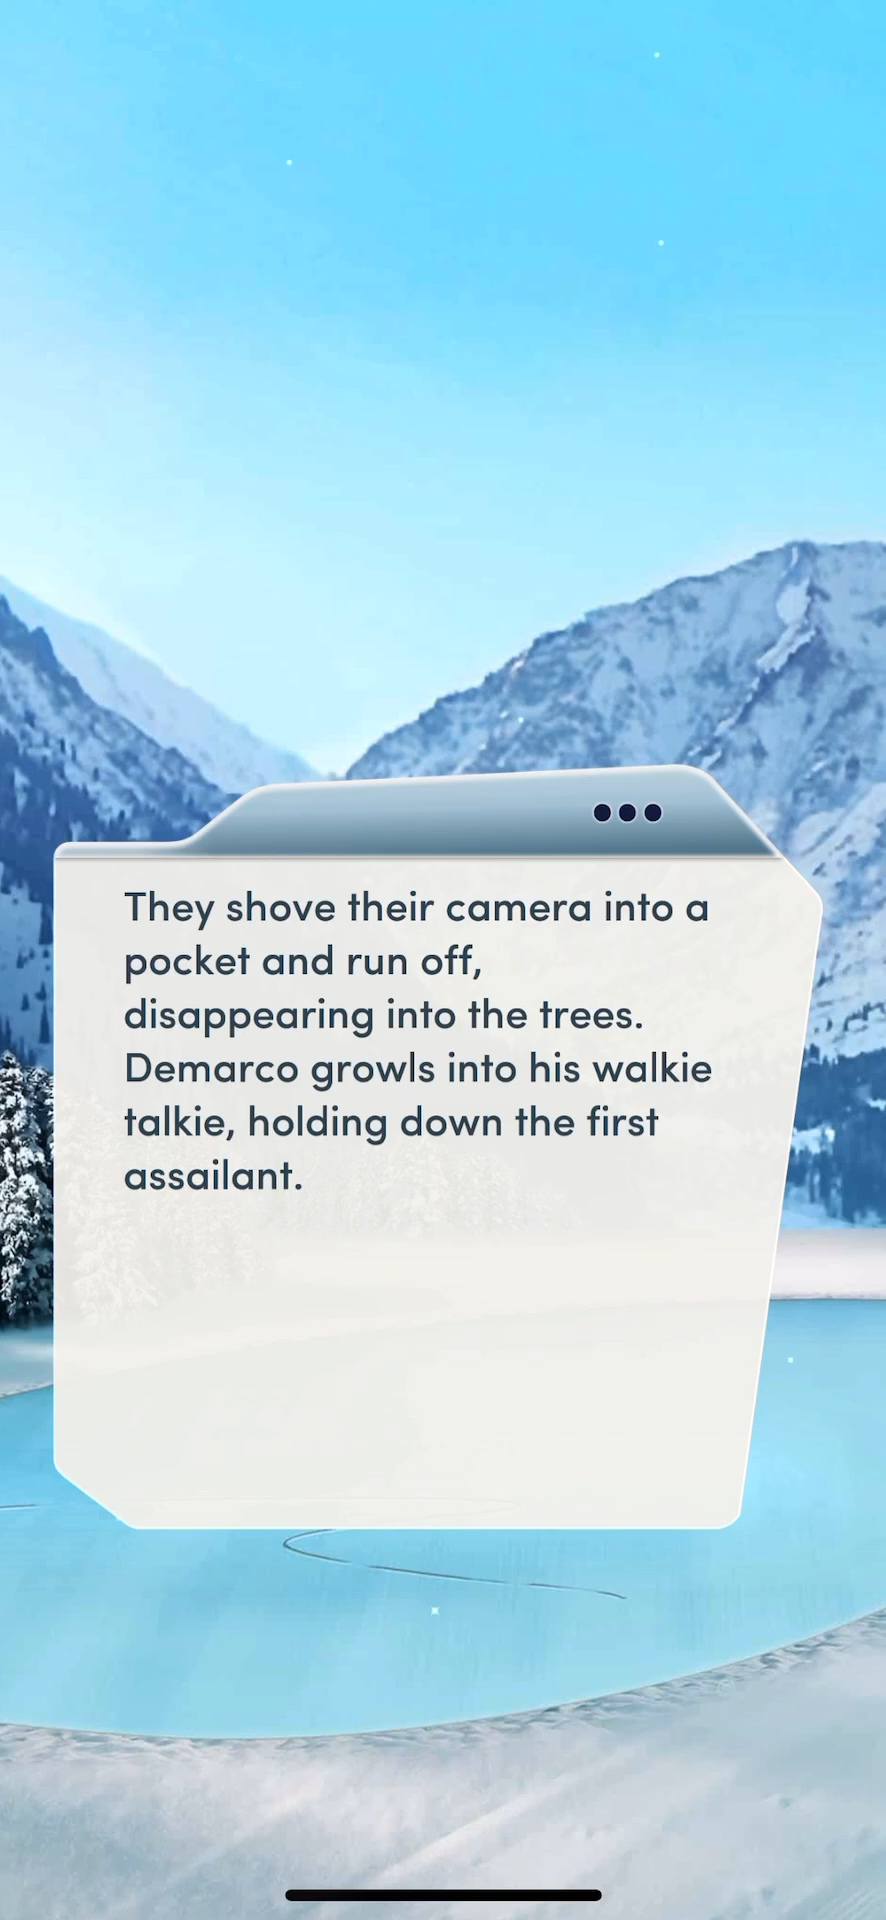 They shove their camera into a
pocket and run off,
disappearing into the trees.
Demarco growls into his walkie
talkie, holding down the first
assailant.